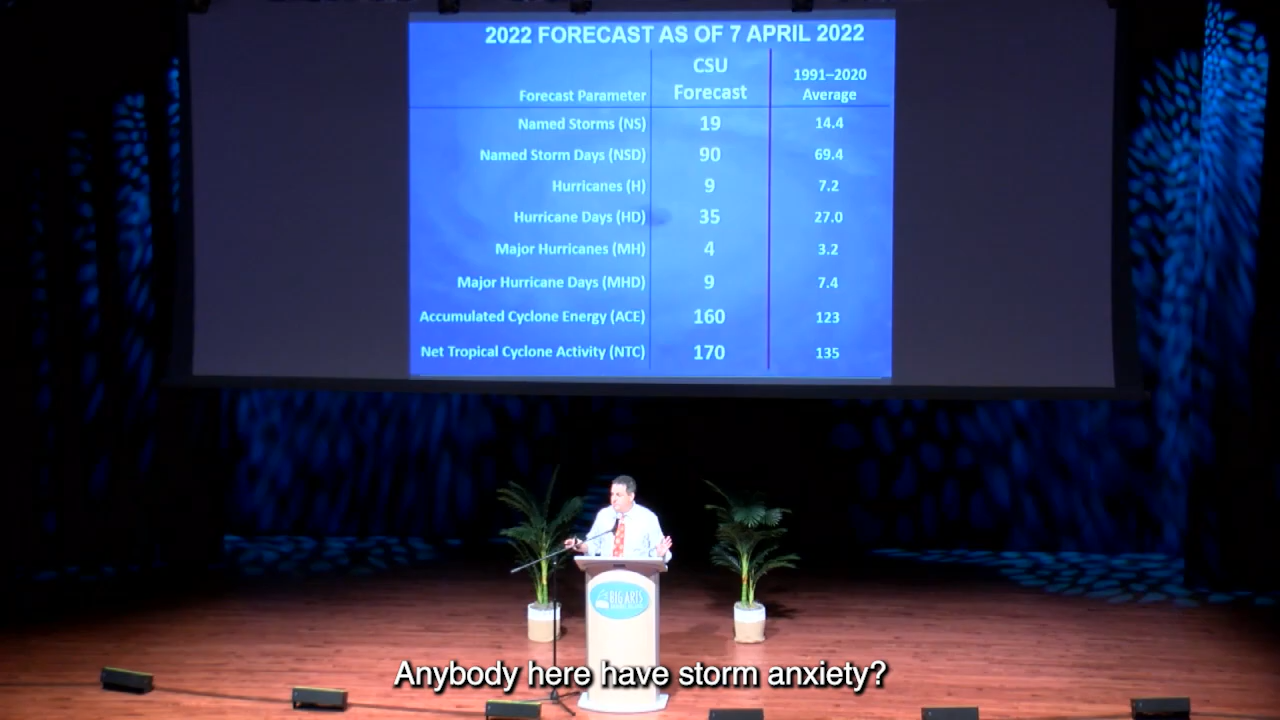 2022 FORECAST AS OF 7 APRIL 2022
Forecast Parameter CSU Forecast 1991–2020 Average
Named Storms (NS) 19 14.4
Named Storm Days (NSD) 90 69.4
Hurricanes (H) 9 7.2
Hurricane Days (HD) 35 27.0
Major Hurricanes (MH) 4 3.2
Major Hurricane Days (MHD) 9 7.4
Accumulated Cyclone Energy (ACE) 160 123
Net Tropical Cyclone Activity (NTC) 170 135
BIG ARTS
Anybody here have storm anxiety?